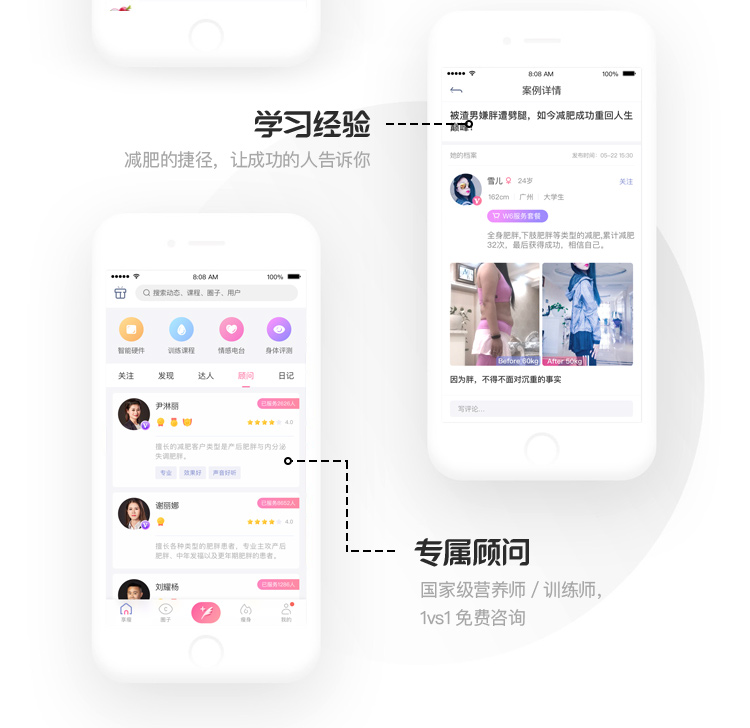 8:08 AM
100%
案例详情
被渣男嫌胖遭劈腿，如今减肥成功重回人生
巅峰!
她的档案
发布时间：05-22 15:30
雪儿
24岁
关注
162cm
广州
大学生
W6服务套餐
全身肥胖,下肢肥胖等类型的减肥,累计减肥
32次，最后获得成功，相信自己。
Before 60kg
After 50kg
因为胖，不得不面对沉重的事实
写评论...
学习经验
减肥的捷径，让成功的人告诉你
8:08 AM
100%
搜索动态、课程、圈子、用户
智能硬件
训练课程
情感电台
身体评测
关注
发现
达人
顾问
日记
尹淋丽
已服务2626人
4.0
擅长的减肥客户类型是产后肥胖与内分泌
失调肥胖。
专业
效果好
声音好听
谢丽娜
已服务8652人
4.0
擅长各种类型的肥胖患者，专业主攻产后
肥胖、中年发福以及更年期肥胖的患者。
刘耀杨
圈子
瘦身
我的
专属顾问
国家级营养师 / 训练师,
1vs1 免费咨询